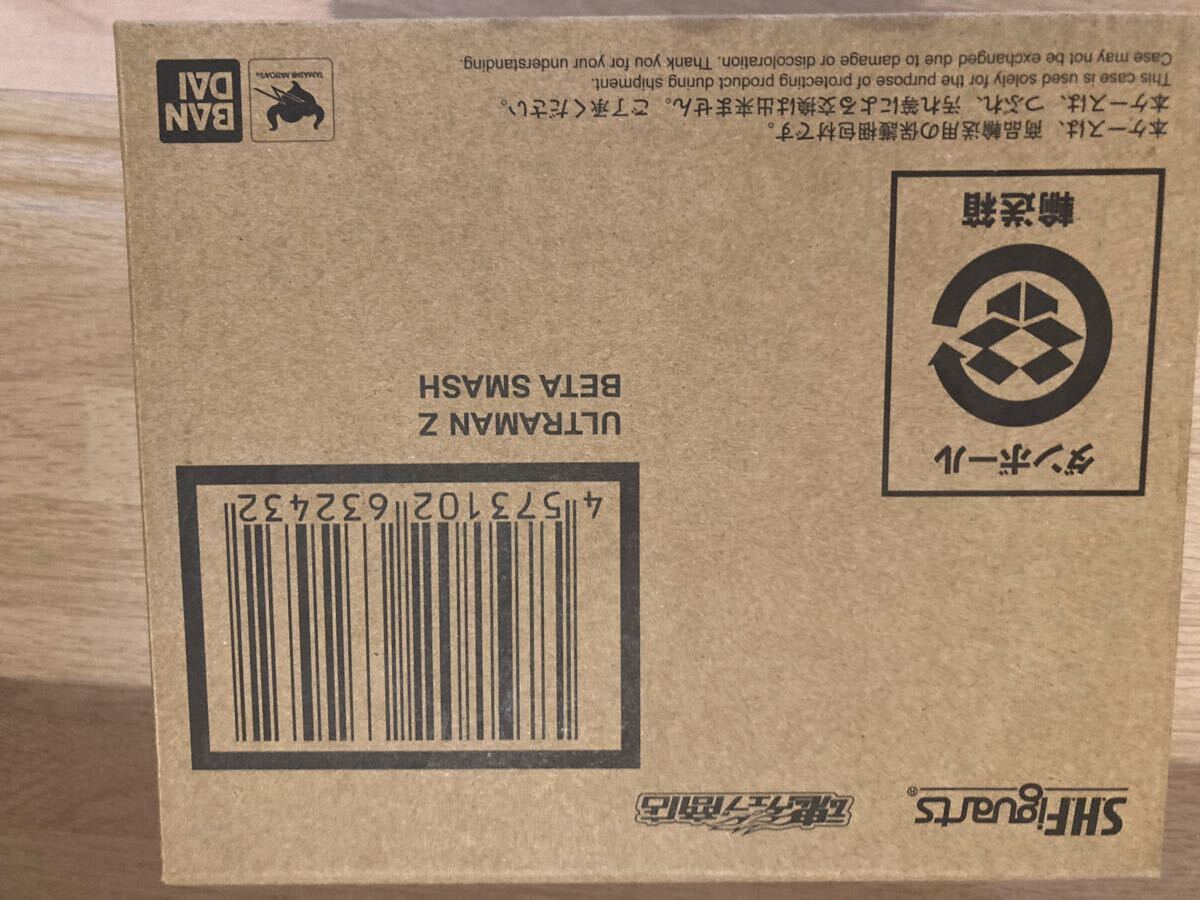 S.H.Figuarts®
魂ウェブ商店
4 573102 632432
ULTRAMAN Z
BETA SMASH
ダンボール
輸送箱
本ケースは、商品輸送用の保護梱包材です。
本ケースは、つぶれ、汚れ等による交換は出来ません。ご了承ください。
This case is used solely for the purpose of protecting product during shipment.
Case may not be exchanged due to damage or discoloration. Thank you for your understanding.
TAMASHII NATIONS®
BAN
DAI